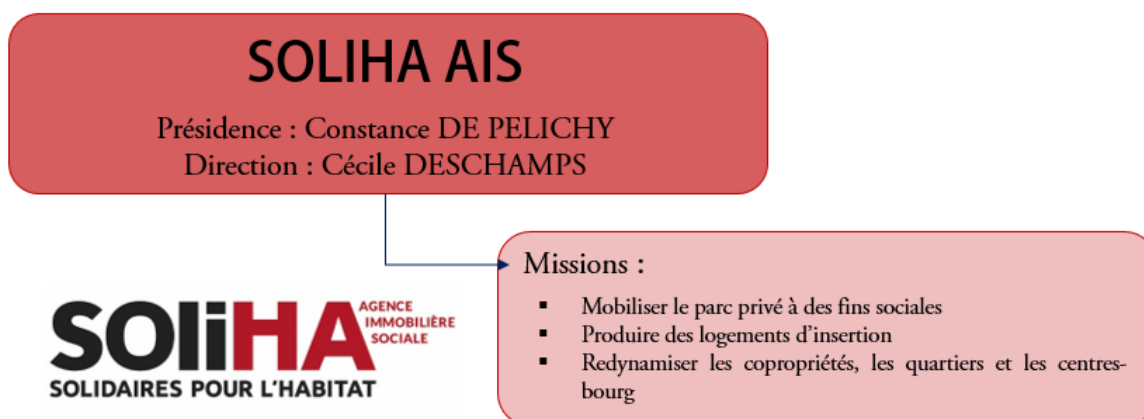 SOLIHA AIS
Présidence : Constance DE PELICHY
Direction : Cécile DESCHAMPS
Missions :
▪ Mobiliser le parc privé à des fins sociales
▪ Produire des logements d'insertion
▪ Redynamiser les copropriétés, les quartiers et les centres-
bourg
SOliHA
AGENCE
IMMOBILIÈRE
SOCIALE
SOLIDAIRES POUR L'HABITAT